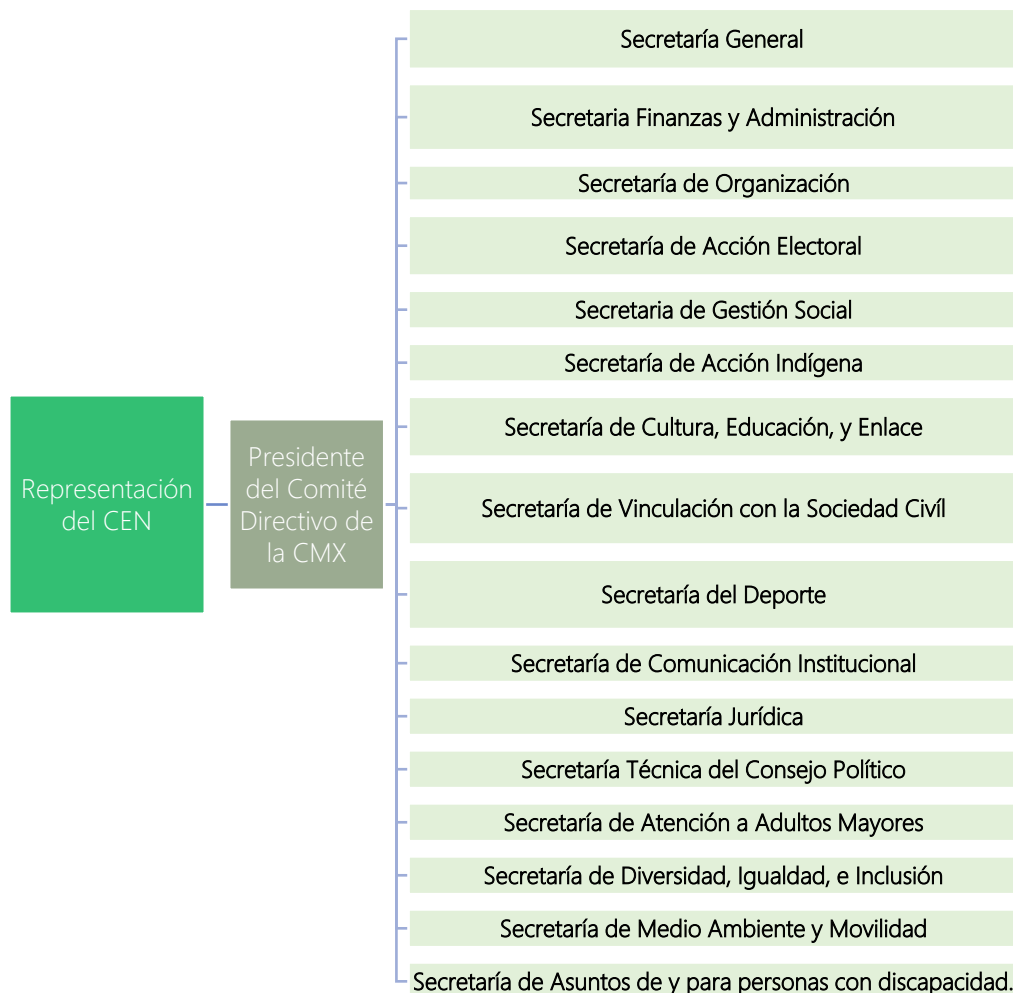 Representación
del CEN
Presidente
del Comité
Directivo de
la CMX
Secretaría General
Secretaria Finanzas y Administración
Secretaría de Organización
Secretaría de Acción Electoral
Secretaria de Gestión Social
Secretaría de Acción Indígena
Secretaría de Cultura, Educación, y Enlace
Secretaría de Vinculación con la Sociedad Civíl
Secretaría del Deporte
Secretaría de Comunicación Institucional
Secretaría Jurídica
Secretaría Técnica del Consejo Político
Secretaría de Atención a Adultos Mayores
Secretaría de Diversidad, Igualdad, e Inclusión
Secretaría de Medio Ambiente y Movilidad
Secretaría de Asuntos de y para personas con discapacidad.